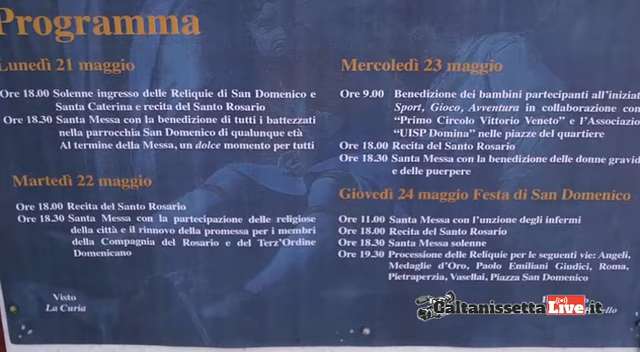 Programma
Lunedì 21 maggio
Ore 18.00 Solenne ingresso delle Reliquie di San Domenico e
Santa Caterina e recita del Santo Rosario
Ore 18.30 Santa Messa con la benedizione di tutti i battezzati
nella parrocchia San Domenico di qualunque età
Al termine della Messa, un dolce momento per tutti
Martedì 22 maggio
Ore 18.00 Recita del Santo Rosario
Ore 18.30 Santa Messa con la partecipazione delle religiose
della città e il rinnovo della promessa per i membri
della Compagnia del Rosario e del Terz'Ordine
Domenicano
Visto
La Curia
Mercoledì 23 maggio
Ore 9.00 Benedizione dei bambini partecipanti all'iniziat
Sport, Gioco, Avventura in collaborazione con
“Primo Circolo Vittorio Veneto” e l'Associazio
“UISP Domina” nelle piazze del quartiere
Ore 18.00 Recita del Santo Rosario
Ore 18.30 Santa Messa con la benedizione delle donne gravid
e delle puerpere
Giovedì 24 maggio Festa di San Domenico
Ore 11.00 Santa Messa con l'unzione degli infermi
Ore 18.00 Recita del Santo Rosario
Ore 18.30 Santa Messa solenne
Ore 19.30 Processione delle Reliquie per le seguenti vie: Angeli,
Medaglie d'Oro, Paolo Emiliani Giudici, Roma,
Pietraperzia, Vasellai, Piazza San Domenico
CaltanissettaLive.it